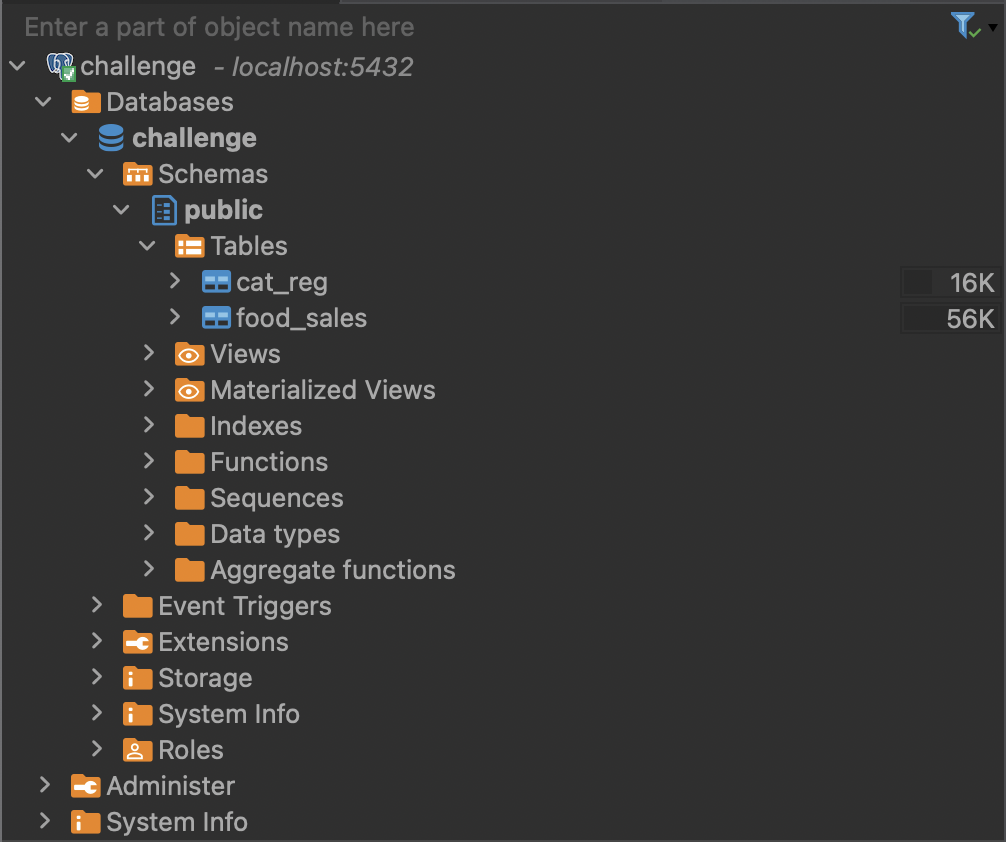 Enter a part of object name here
challenge - localhost:5432
Databases
challenge
Schemas
public
Tables
cat_reg 16K
food_sales 56K
Views
Materialized Views
Indexes
Functions
Sequences
Data types
Aggregate functions
Event Triggers
Extensions
Storage
System Info
Roles
Administer
System Info